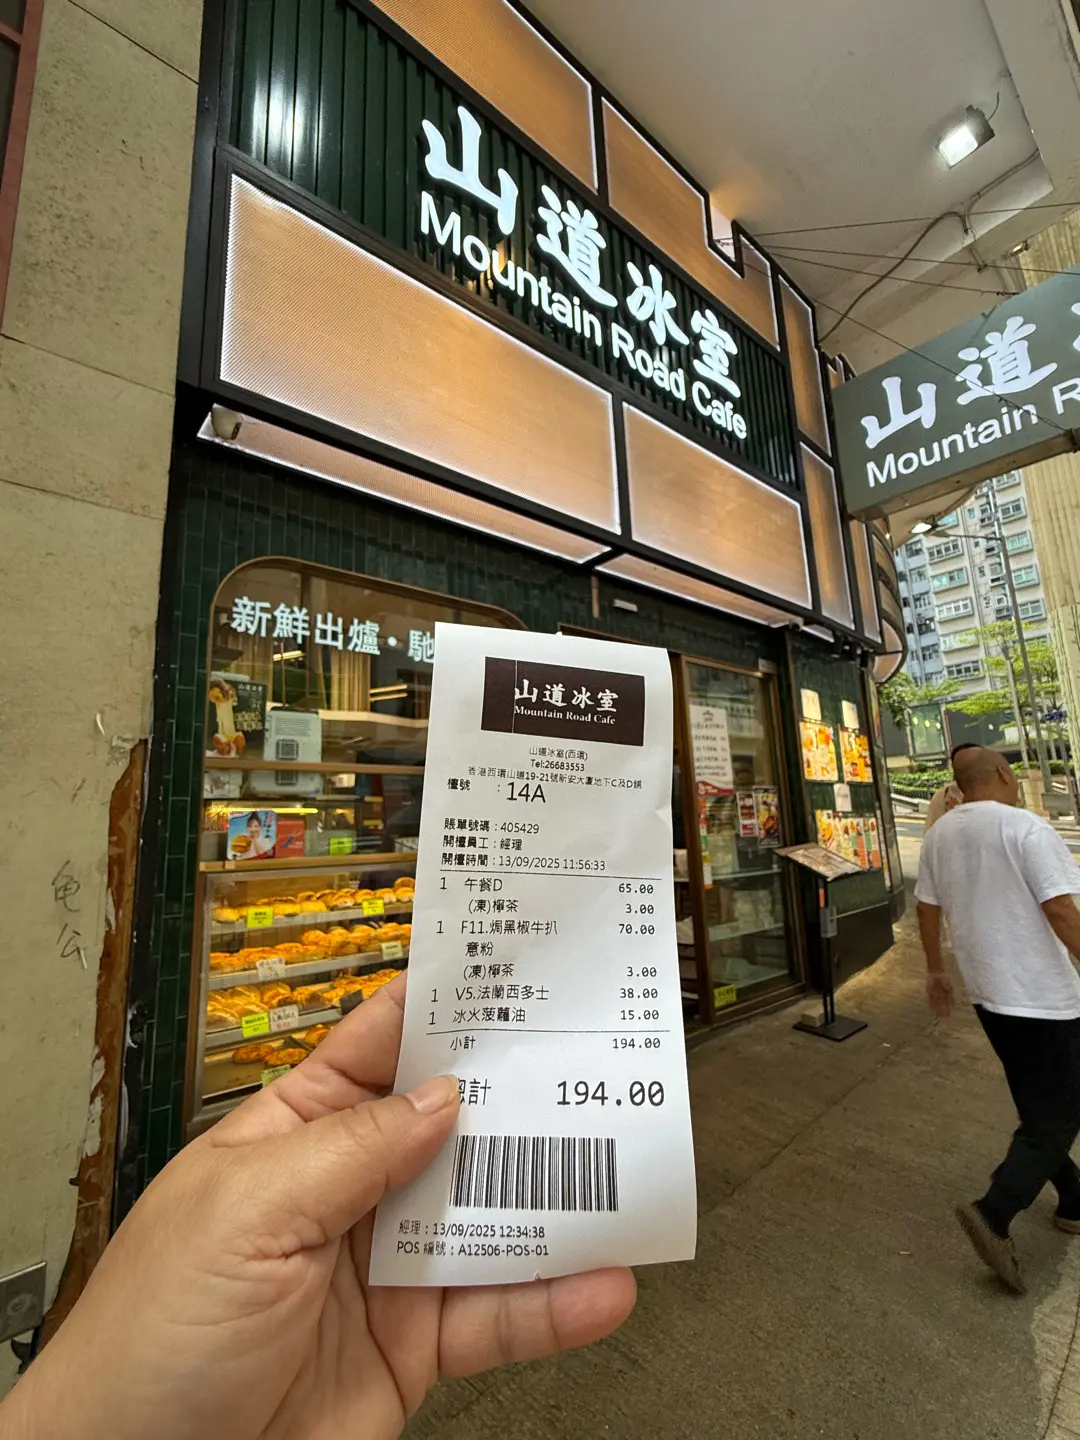 山道冰室
Mountain Road Cafe
山道
Mountain R
新鮮出爐·馳
山道冰室
Mountain Road Cafe
山道冰室(西環)
Tel:26683553
香港西環山道19-21號新安大廈地下C及D舖
檯號 : 14A
賬單號碼 : 405429
開檯員工 : 經理
開檯時間 : 13/09/2025 11:56:33
1 午餐D 65.00
(凍)檸茶 3.00
1 F11.焗黑椒牛扒 70.00
意粉
(凍)檸茶 3.00
1 V5.法蘭西多士 38.00
1 冰火菠蘿油 15.00
小計 194.00
總計 194.00
經理 : 13/09/2025 12:34:38
POS 編號 : A12506-POS-01
龜
公